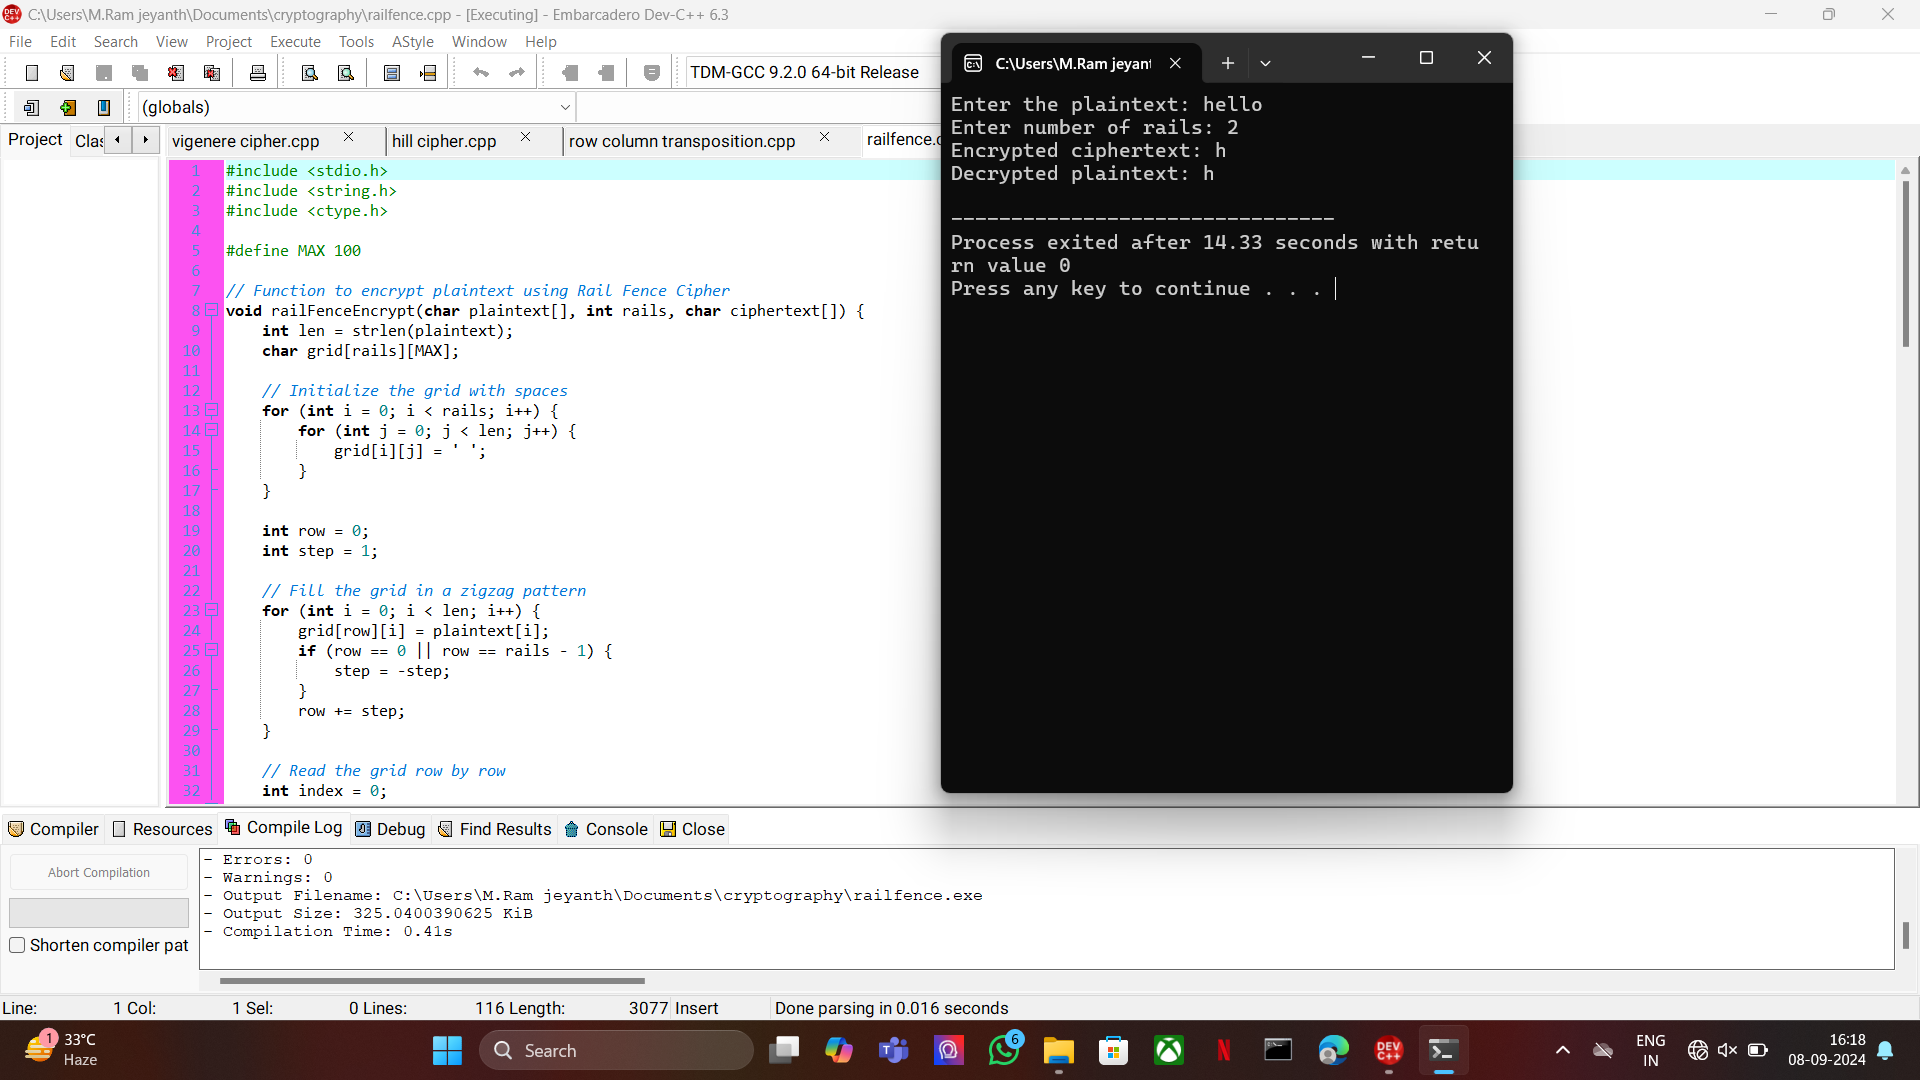 C:\Users\M.Ram jeyanth\Documents\cryptography\railfence.cpp - [Executing] - Embarcadero Dev-C++ 6.3
File Edit Search View Project Execute Tools AStyle Window Help
TDM-GCC 9.2.0 64-bit Release
(globals)
Project
vigenere cipher.cpp
hill cipher.cpp
row column transposition.cpp
1 #include <stdio.h>
2 #include <string.h>
3 #include <ctype.h>
4
5 #define MAX 100
6
7 // Function to encrypt plaintext using Rail Fence Cipher
8 void railFenceEncrypt(char plaintext[], int rails, char ciphertext[]) {
9 int len = strlen(plaintext);
10 char grid[rails][MAX];
11
12 // Initialize the grid with spaces
13 for (int i = 0; i < rails; i++) {
14 for (int j = 0; j < len; j++) {
15 grid[i][j] = ' ';
16 }
17 }
18
19 int row = 0;
20 int step = 1;
21
22 // Fill the grid in a zigzag pattern
23 for (int i = 0; i < len; i++) {
24 grid[row][i] = plaintext[i];
25 if (row == 0 || row == rails - 1) {
26 step = -step;
27 }
28 row += step;
29 }
30
31 // Read the grid row by row
32 int index = 0;
C:\Users\M.Ram jeyant
Enter the plaintext: hello
Enter number of rails: 2
Encrypted ciphertext: h
Decrypted plaintext: h
--------------------------------
Process exited after 14.33 seconds with retu
rn value 0
Press any key to continue . . .
Compiler Resources Compile Log Debug Find Results Console Close
Abort Compilation
Shorten compiler pat
- Errors: 0
- Warnings: 0
- Output Filename: C:\Users\M.Ram jeyanth\Documents\cryptography\railfence.exe
- Output Size: 325.0400390625 KiB
- Compilation Time: 0.41s
Line: 1 Col: 1 Sel: 0 Lines: 116 Length: 3077 Insert Done parsing in 0.016 seconds
1
33°C
Haze
Search
6
DEV C++
ENG
IN
16:18
08-09-2024